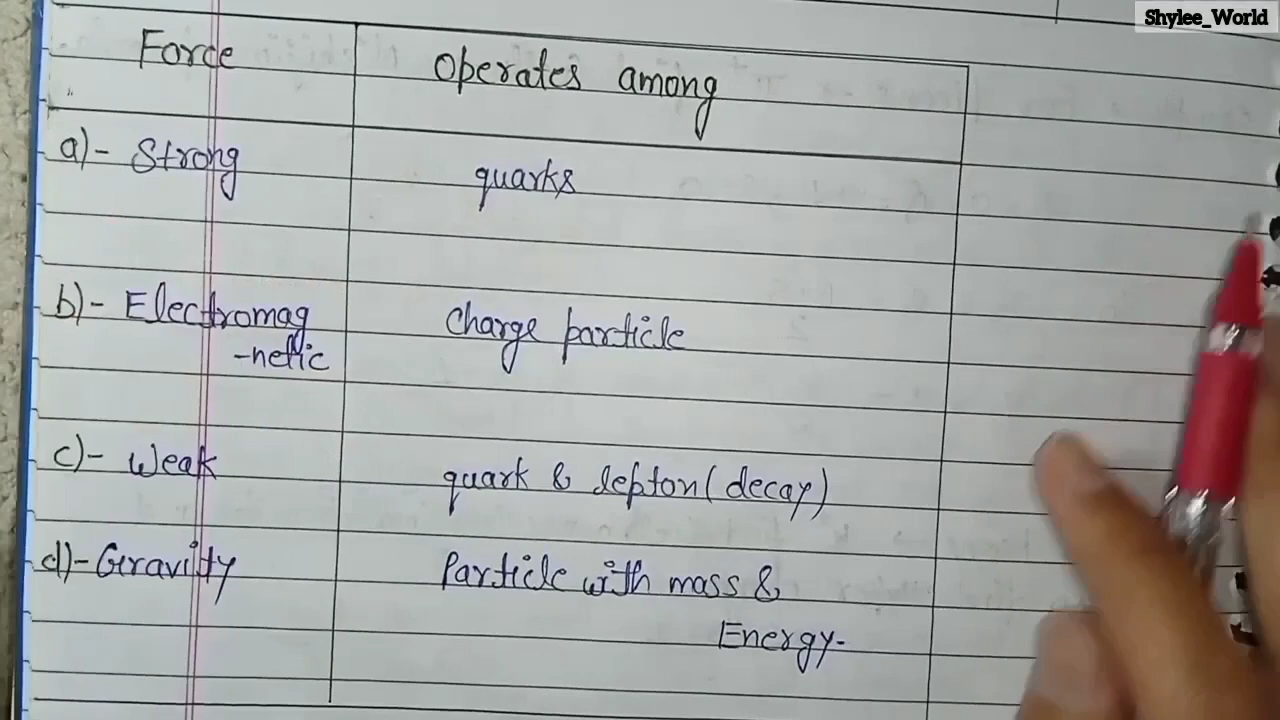 Shylee_World
Force
Operates among
a)- Strong
quarks
b)- Electromag
-netic
Charge particle
c)- Weak
quark & lepton (decay)
d)- Gravity
Particle with mass &
Energy-